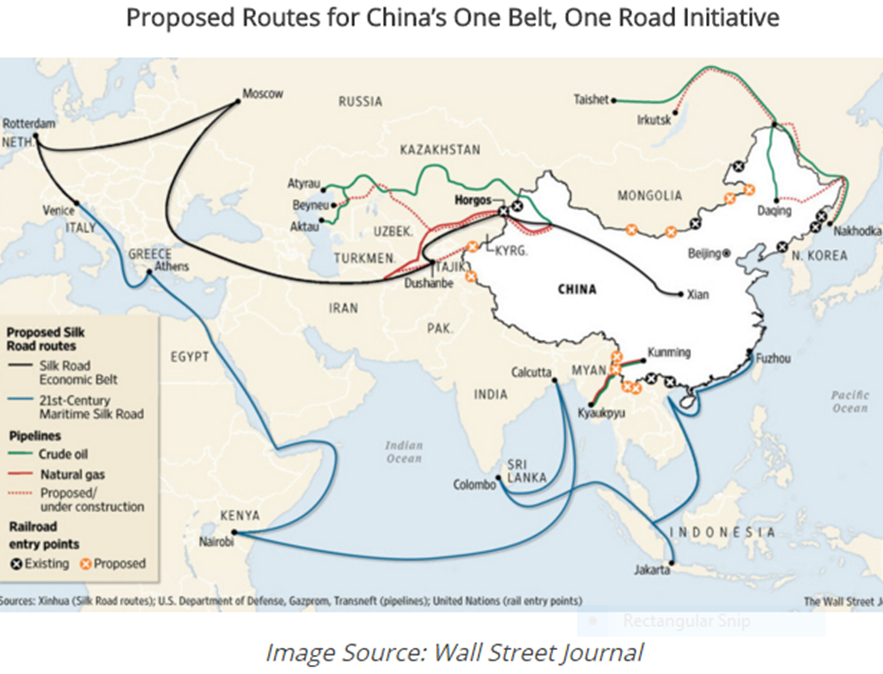 Proposed Routes for China's One Belt, One Road Initiative
Moscow
RUSSIA
Taishet
Irkutsk
Rotterdam
NETH.
KAZAKHSTAN
Atyrau
Beyneu
Aktau
Horgos
MONGOLIA
Daqing
Nakhodka
Venice
ITALY
UZBEK.
GREECE
Athens
TURKMEN.
TAJIK.
KYRG.
Dushanbe
Beijing
N. KOREA
CHINA
Xian
IRAN
PAK.
EGYPT
Calcutta
MYAN.
Kunming
Fuzhou
INDIA
Kyaukpyu
Pacific
Ocean
Indian
Ocean
SRI
LANKA
Colombo
KENYA
Nairobi
INDONESIA
Jakarta
Proposed Silk
Road routes
Silk Road
Economic Belt
21st-Century
Maritime Silk Road
Pipelines
Crude oil
Natural gas
Proposed/
under construction
Railroad
entry points
Existing
Proposed
Sources: Xinhua (Silk Road routes); U.S. Department of Defense, Gazprom, Transneft (pipelines); United Nations (rail entry points)
The Wall Street J
Rectangular Snip
Image Source: Wall Street Journal